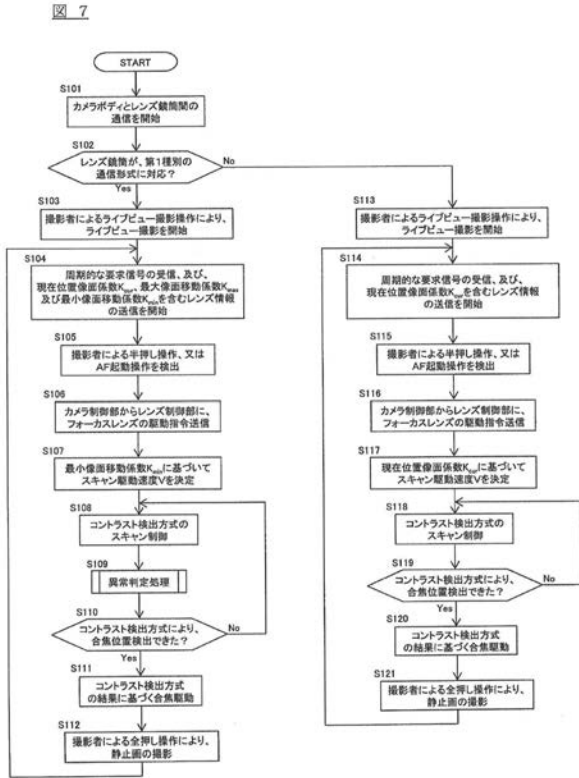 図 7
START
S101
カメラボディとレンズ鏡筒間の
通信を開始
S102
レンズ鏡筒が、第1種別の
通信形式に対応？
No
Yes
S103
撮影者によるライブビュー撮影操作により、
ライブビュー撮影を開始
S104
周期的な要求信号の受信、及び、
現在位置像面係数Kcur、最大像面移動係数Kmax
及び最小像面移動係数Kminを含むレンズ情報
の送信を開始
S105
撮影者による半押し操作、又は
AF起動操作を検出
S106
カメラ制御部からレンズ制御部に、
フォーカスレンズの駆動指令送信
S107
最小像面移動係数Kminに基づいて
スキャン駆動速度Vを決定
S108
コントラスト検出方式の
スキャン制御
S109
異常判定処理
S110
コントラスト検出方式により、
合焦位置検出できた？
No
Yes
S111
コントラスト検出方式
の結果に基づく合焦駆動
S112
撮影者による全押し操作により、
静止画の撮影
S113
撮影者によるライブビュー撮影操作により、
ライブビュー撮影を開始
S114
周期的な要求信号の受信、及び、
現在位置像面係数Kcurを含むレンズ情報
の送信を開始
S115
撮影者による半押し操作、又は
AF起動操作を検出
S116
カメラ制御部からレンズ制御部に、
フォーカスレンズの駆動指令送信
S117
現在位置像面係数Kcurに基づいて
スキャン駆動速度Vを決定
S118
コントラスト検出方式の
スキャン制御
S119
コントラスト検出方式により、
合焦位置検出できた？
No
Yes
S120
コントラスト検出方式
の結果に基づく合焦駆動
S121
撮影者による全押し操作により、
静止画の撮影